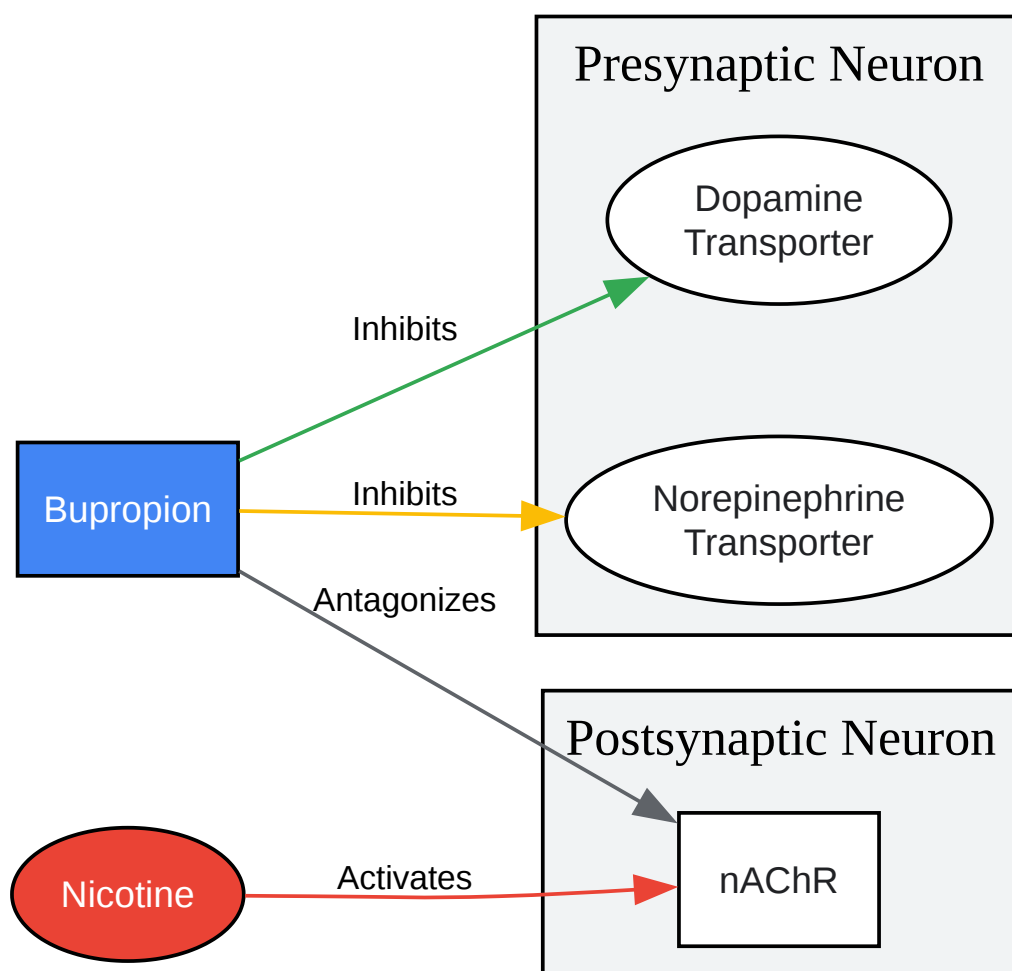 Presynaptic Neuron
Dopamine
Transporter
Inhibits
Bupropion
Inhibits
Norepinephrine
Transporter
Antagonizes
Postsynaptic Neuron
Nicotine
Activates
nAChR